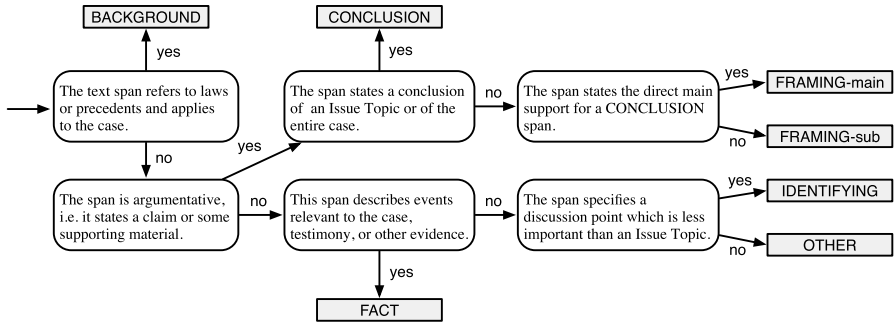 BACKGROUND
CONCLUSION
yes
yes
The text span refers to laws
or precedents and applies
to the case.
The span states a conclusion
of an Issue Topic or of the
entire case.
no
The span states the direct main
support for a CONCLUSION
span.
yes
FRAMING-main
no
FRAMING-sub
no
yes
The span is argumentative,
i.e. it states a claim or some
supporting material.
no
This span describes events
relevant to the case,
testimony, or other evidence.
no
The span specifies a
discussion point which is less
important than an Issue Topic.
yes
IDENTIFYING
no
OTHER
yes
FACT